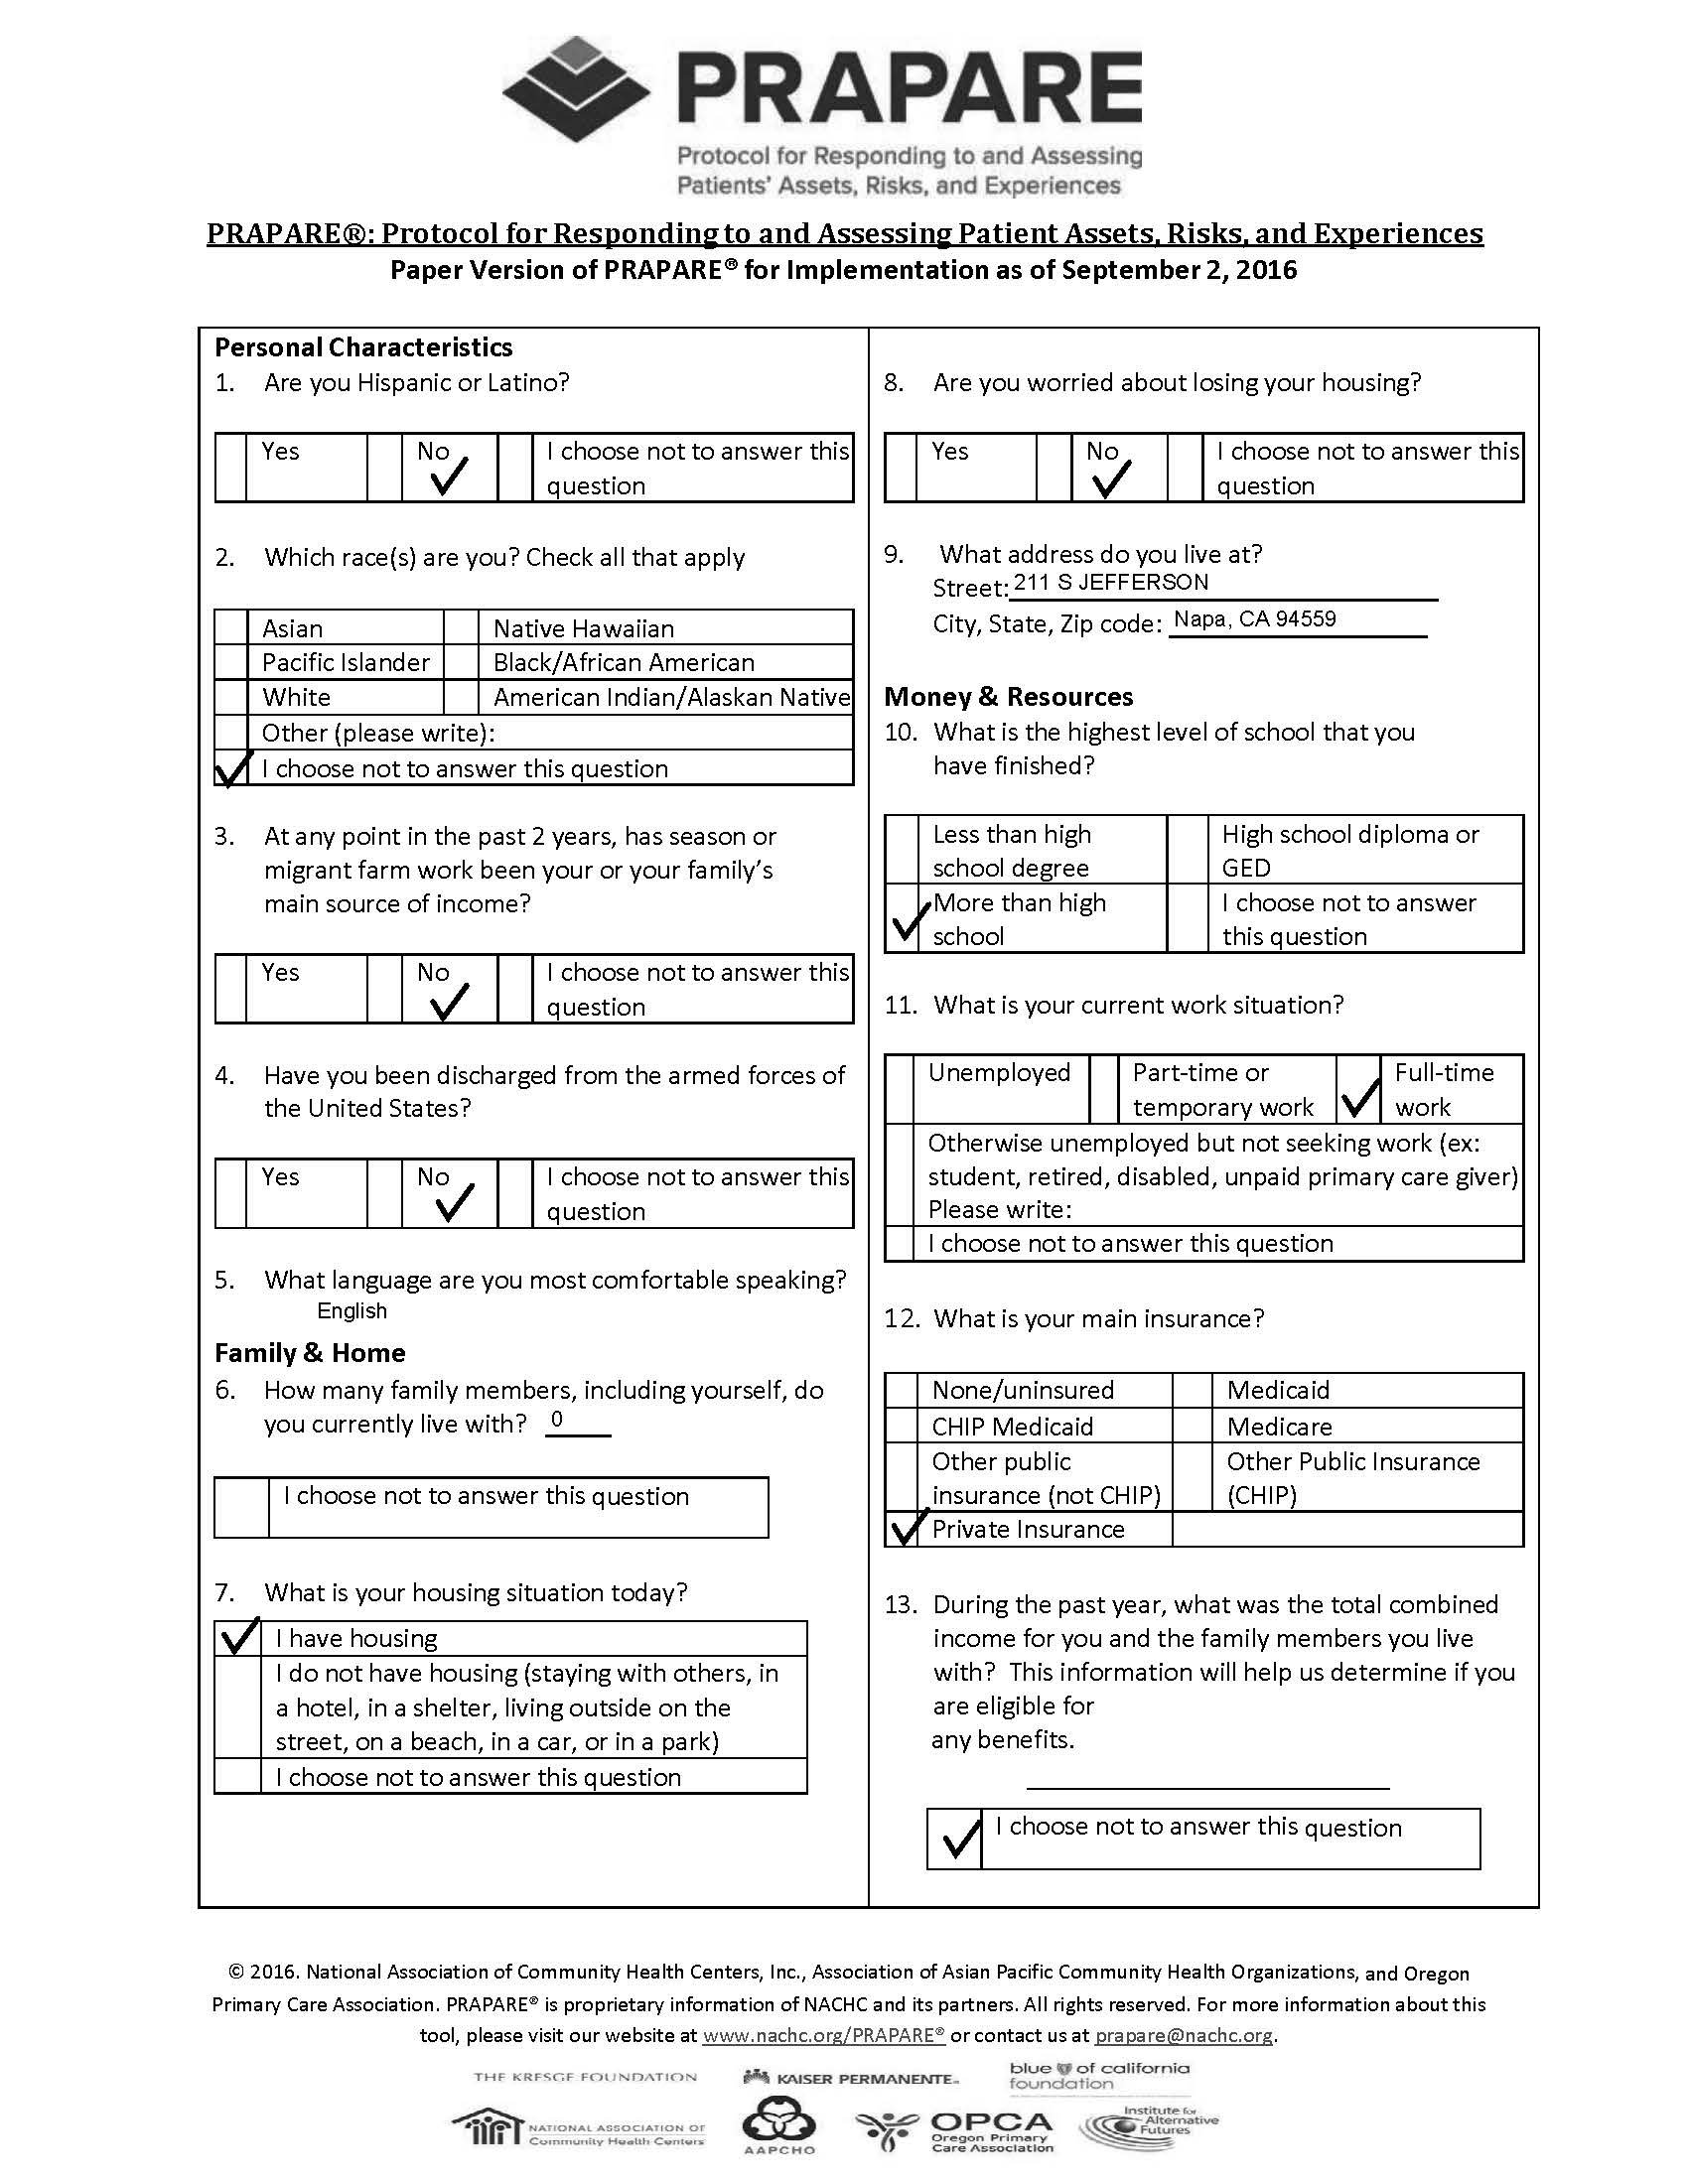 PRAPARE
Protocol for Responding to and Assessing
Patients' Assets, Risks, and Experiences
PRAPARE®: Protocol for Responding to and Assessing Patient Assets, Risks, and Experiences
Paper Version of PRAPARE® for Implementation as of September 2, 2016
Personal Characteristics
1. Are you Hispanic or Latino?
Yes No I choose not to answer this
question
2. Which race(s) are you? Check all that apply
Asian Native Hawaiian
Pacific Islander Black/African American
White American Indian/Alaskan Native
Other (please write):
✓ I choose not to answer this question
3. At any point in the past 2 years, has season or
migrant farm work been your or your family's
main source of income?
Yes No I choose not to answer this
✓ question
4. Have you been discharged from the armed forces of
the United States?
Yes No I choose not to answer this
✓ question
5. What language are you most comfortable speaking?
English
Family & Home
6. How many family members, including yourself, do
you currently live with? 0
I choose not to answer this question
7. What is your housing situation today?
✓ I have housing
I do not have housing (staying with others, in
a hotel, in a shelter, living outside on the
street, on a beach, in a car, or in a park)
I choose not to answer this question
8. Are you worried about losing your housing?
Yes No I choose not to answer this
✓ question
9. What address do you live at?
Street: 211 S JEFFERSON
City, State, Zip code: Napa, CA 94559
Money & Resources
10. What is the highest level of school that you
have finished?
Less than high High school diploma or
school degree GED
✓ More than high I choose not to answer
school this question
11. What is your current work situation?
Unemployed Part-time or ✓ Full-time
temporary work work
Otherwise unemployed but not seeking work (ex:
student, retired, disabled, unpaid primary care giver)
Please write:
I choose not to answer this question
12. What is your main insurance?
None/uninsured Medicaid
CHIP Medicaid Medicare
Other public Other Public Insurance
insurance (not CHIP) (CHIP)
✓ Private Insurance
13. During the past year, what was the total combined
income for you and the family members you live
with? This information will help us determine if you
are eligible for
any benefits.
✓ I choose not to answer this question
© 2016. National Association of Community Health Centers, Inc., Association of Asian Pacific Community Health Organizations, and Oregon
Primary Care Association. PRAPARE® is proprietary information of NACHC and its partners. All rights reserved. For more information about this
tool, please visit our website at www.nachc.org/PRAPARE® or contact us at prapare@nachc.org.
THE KRESGE FOUNDATION
KAISER PERMANENTE
blue of california
foundation
NATIONAL ASSOCIATION OF
Community Health Centers
AAPCHO
OPCA
Oregon Primary
Care Association
Institute for
Alternative
Futures